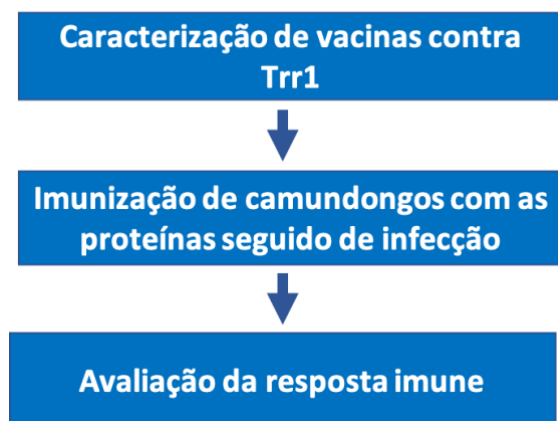 Caracterização de vacinas contra
Trr1
Imunização de camundongos com as
proteínas seguido de infecção
Avaliação da resposta imune